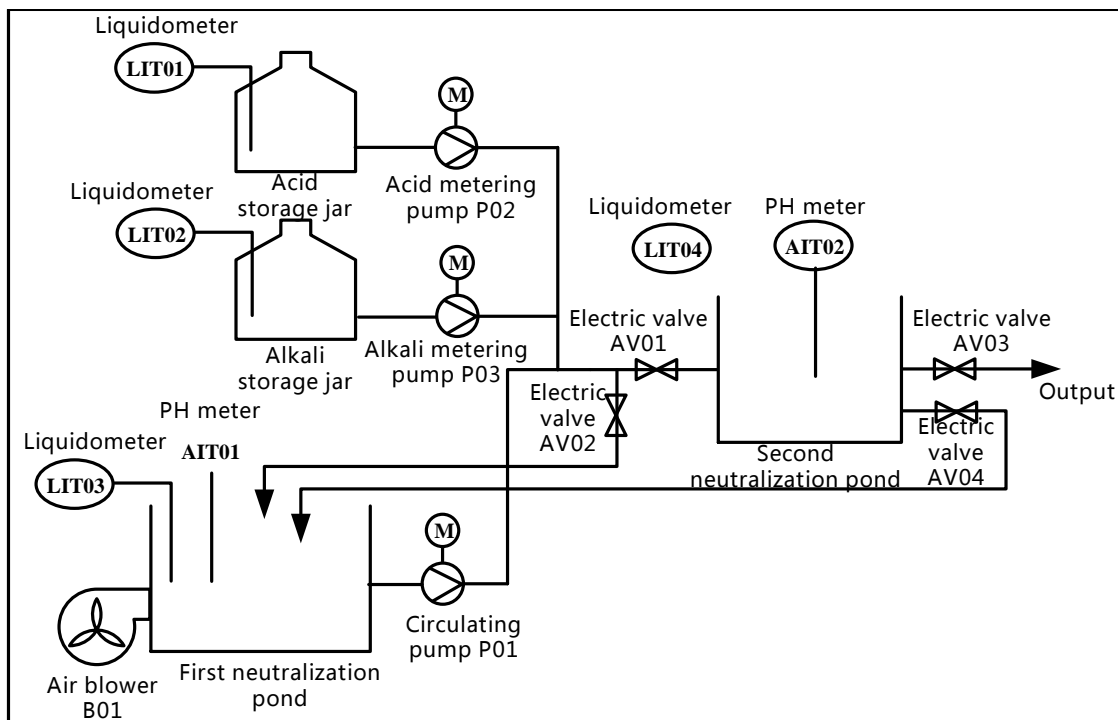 Liquidometer
LIT01
M
Acid
storage jar
Acid metering
pump P02
Liquidometer
LIT02
M
Alkali
storage jar
Alkali metering
pump P03
Liquidometer
LIT04
PH meter
AIT02
Electric valve
AV01
Electric valve
AV03
Output
Electric
valve
AV02
Electric
valve
AV04
Second
neutralization pond
PH meter
AIT01
Liquidometer
LIT03
M
Circulating
pump P01
First neutralization
pond
Air blower
B01